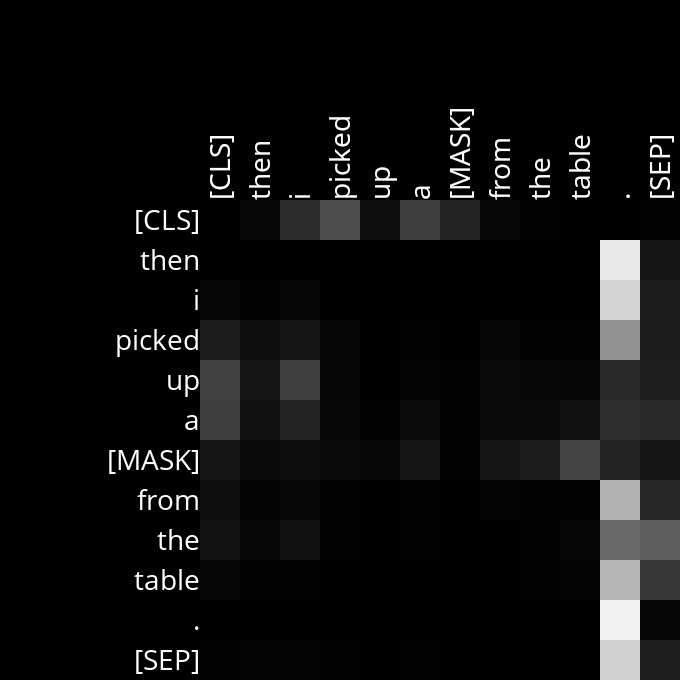 [CLS] then i picked up a [MASK] from the table . [SEP]
[CLS]
then
i
picked
up
a
[MASK]
from
the
table
.
[SEP]